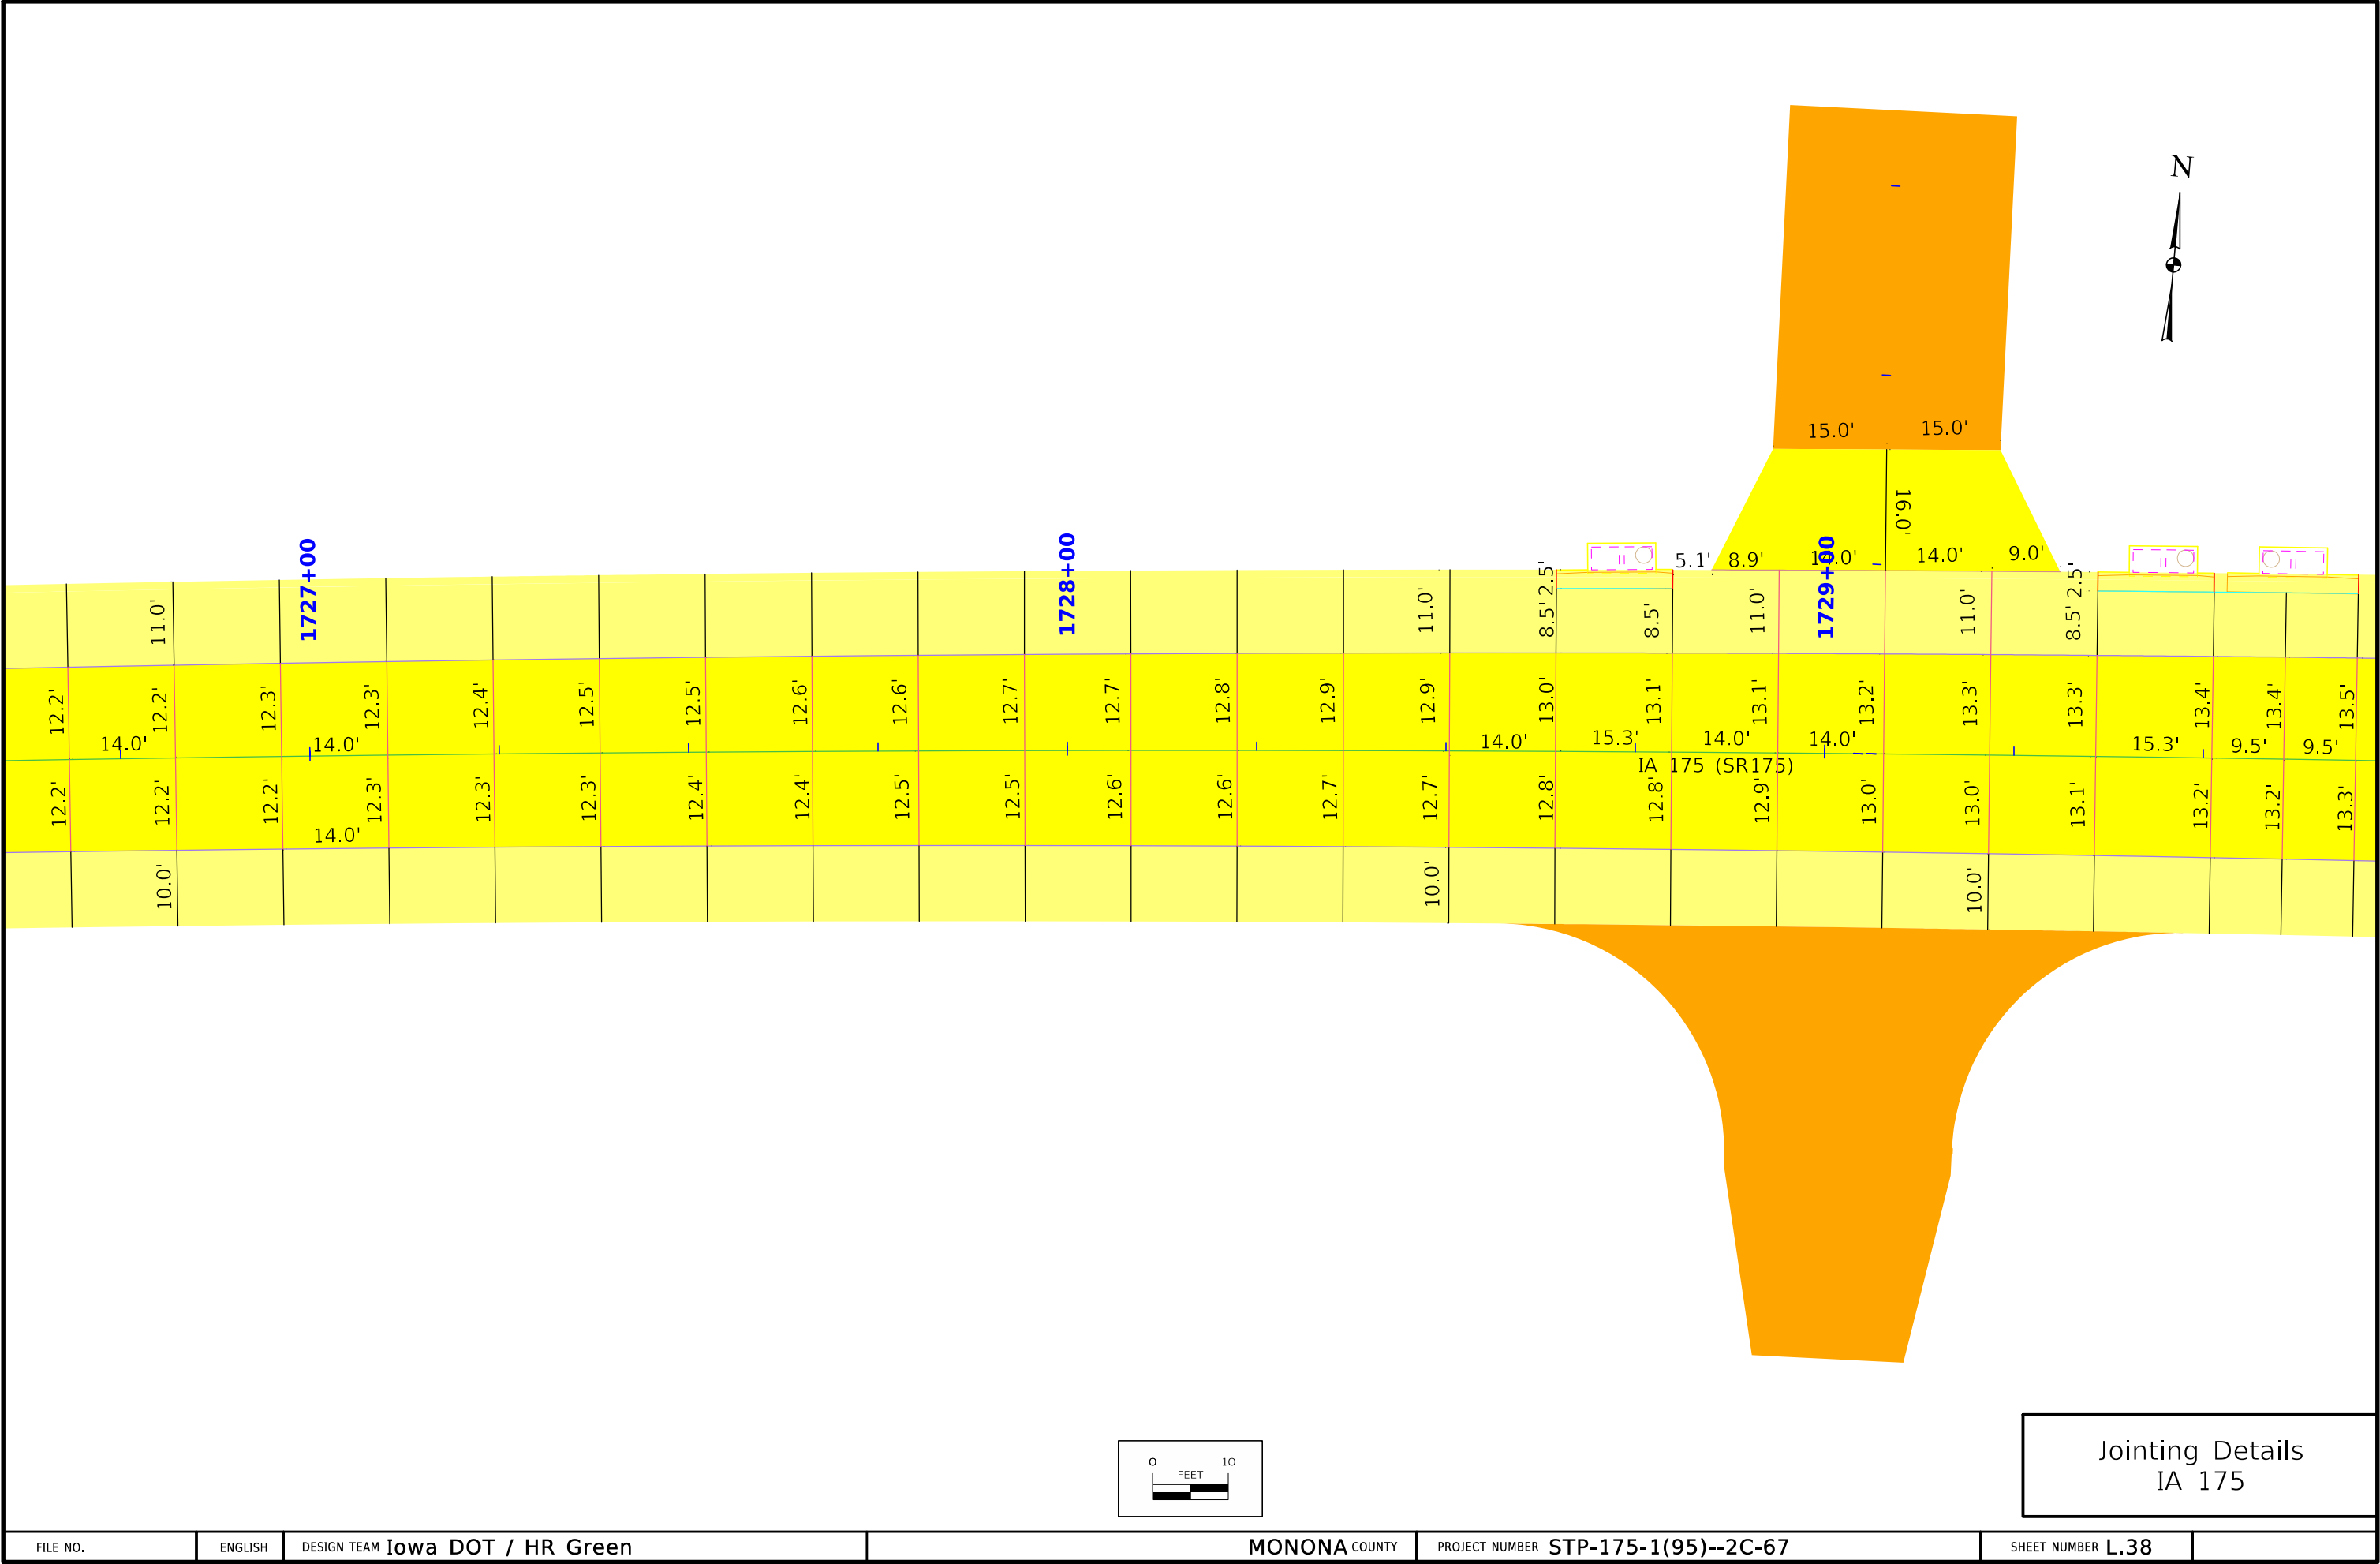 N
15.0' 15.0'
16.0'
1727+00 1728+00 1729+00
5.1' 8.9' 14.0' 14.0' 9.0'
2.5' 2.5'
11.0' 11.0' 8.5' 8.5' 11.0' 11.0' 8.5'
12.2' 12.2' 12.3' 12.3' 12.4' 12.5' 12.5' 12.6' 12.6' 12.7' 12.7' 12.8' 12.9' 12.9' 13.0' 13.1' 13.1' 13.2' 13.3' 13.3' 13.4' 13.4' 13.5'
14.0' 14.0' 14.0' 15.3' 14.0' 14.0' 15.3' 9.5' 9.5'
IA 175 (SR175)
12.2' 12.2' 12.2' 12.3' 12.3' 12.3' 12.4' 12.4' 12.5' 12.5' 12.6' 12.6' 12.7' 12.7' 12.8' 12.8' 12.9' 13.0' 13.0' 13.1' 13.2' 13.2' 13.3'
14.0'
10.0' 10.0' 10.0'
0 10
FEET
Jointing Details
IA 175
FILE NO. ENGLISH DESIGN TEAM Iowa DOT / HR Green MONONA COUNTY PROJECT NUMBER STP-175-1(95)--2C-67 SHEET NUMBER L.38